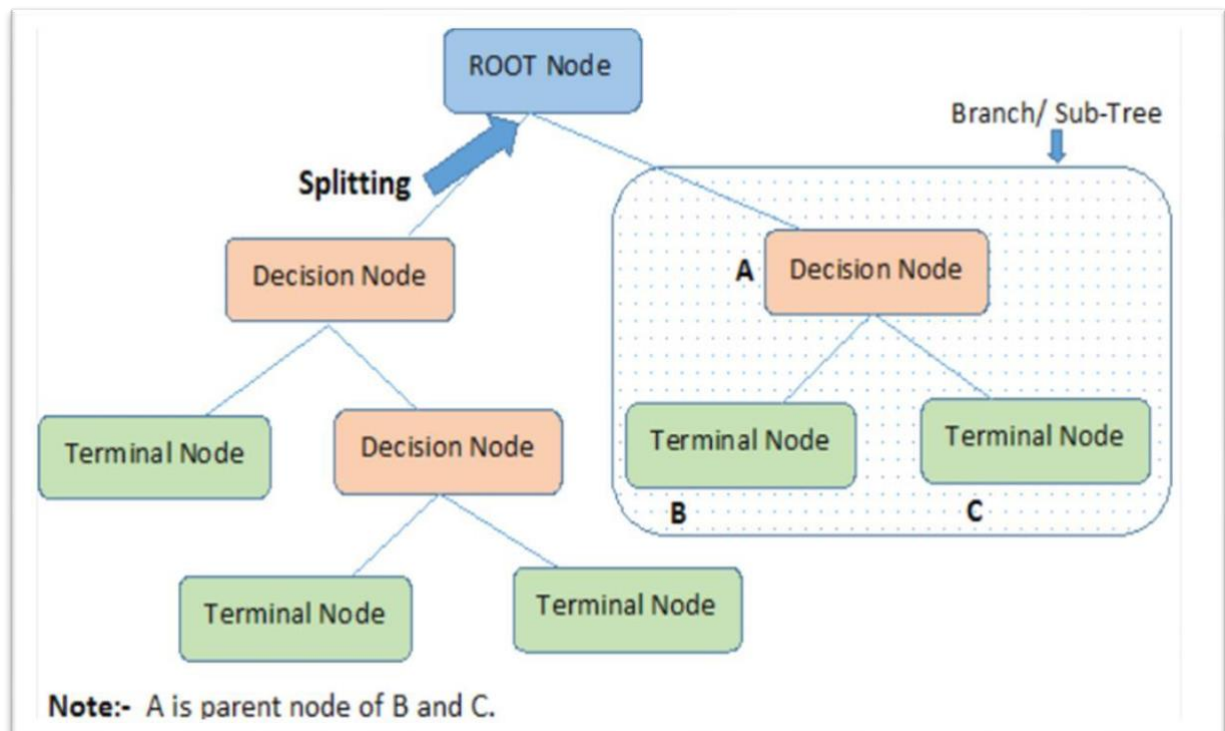 ROOT Node
Branch/ Sub-Tree
Splitting
Decision Node
A
Decision Node
Terminal Node
Decision Node
Terminal Node
Terminal Node
B
C
Terminal Node
Terminal Node
Note:- A is parent node of B and C.